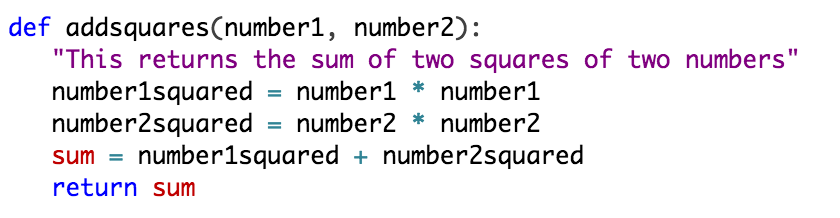 def addsquares(number1, number2):
"This returns the sum of two squares of two numbers"
number1squared = number1 * number1
number2squared = number2 * number2
sum = number1squared + number2squared
return sum